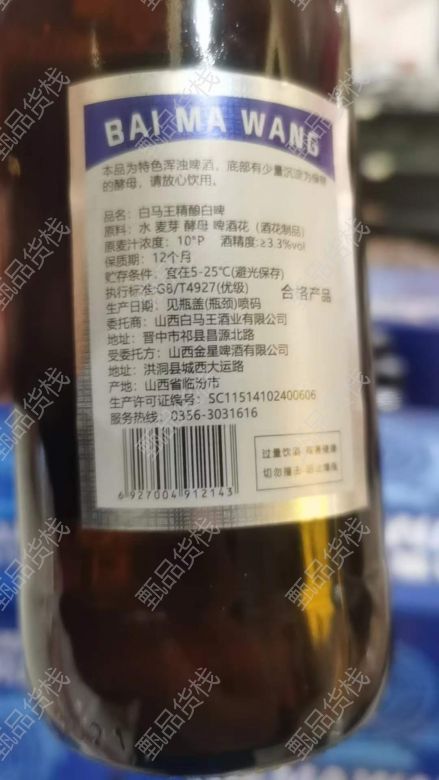 BAI MA WANG
本品为特色浑浊啤酒，底部有少量沉淀为保留
的酵母，请放心饮用。
品名：白马王精酿白啤
原料：水 麦芽 酵母 啤酒花（酒花制品）
原麦汁浓度：10°P 酒精度:≥3.3%vol
保质期：12个月
贮存条件：宜在5-25℃(避光保存)
执行标准:GB/T4927(优级) 合格产品
生产日期：见瓶盖(瓶颈)喷码
委托商：山西白马王酒业有限公司
地址：晋中市祁县昌源北路
受委托方：山西金星啤酒有限公司
地址：洪洞县城西大运路
产地：山西省临汾市
生产许可证编号：SC11514102400606
服务热线：0356-3031616
过量饮酒 有害健康
切勿撞击 防止爆瓶
6 927004 912143
甄品货栈